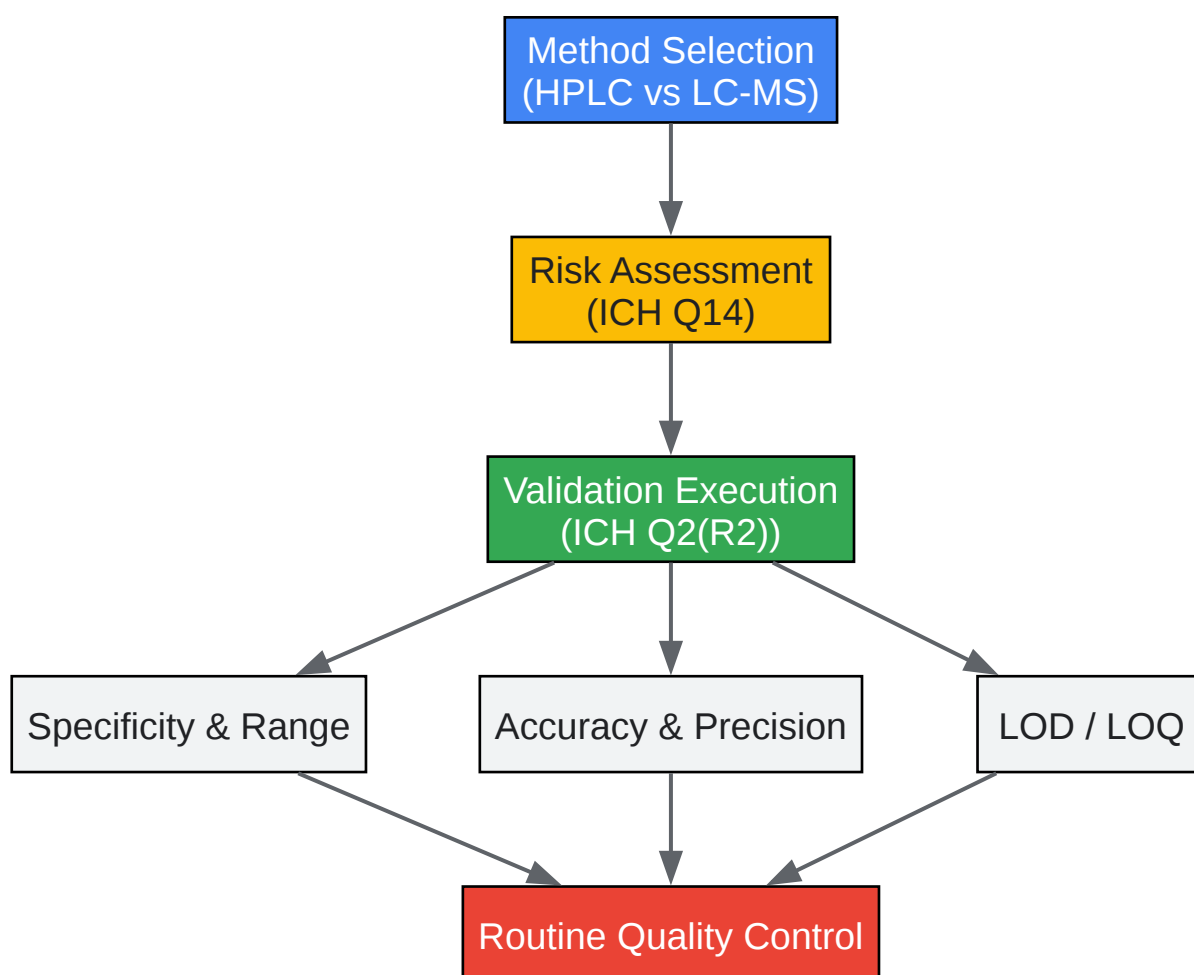 Method Selection
(HPLC vs LC-MS)
Risk Assessment
(ICH Q14)
Validation Execution
(ICH Q2(R2))
Specificity & Range
Accuracy & Precision
LOD / LOQ
Routine Quality Control